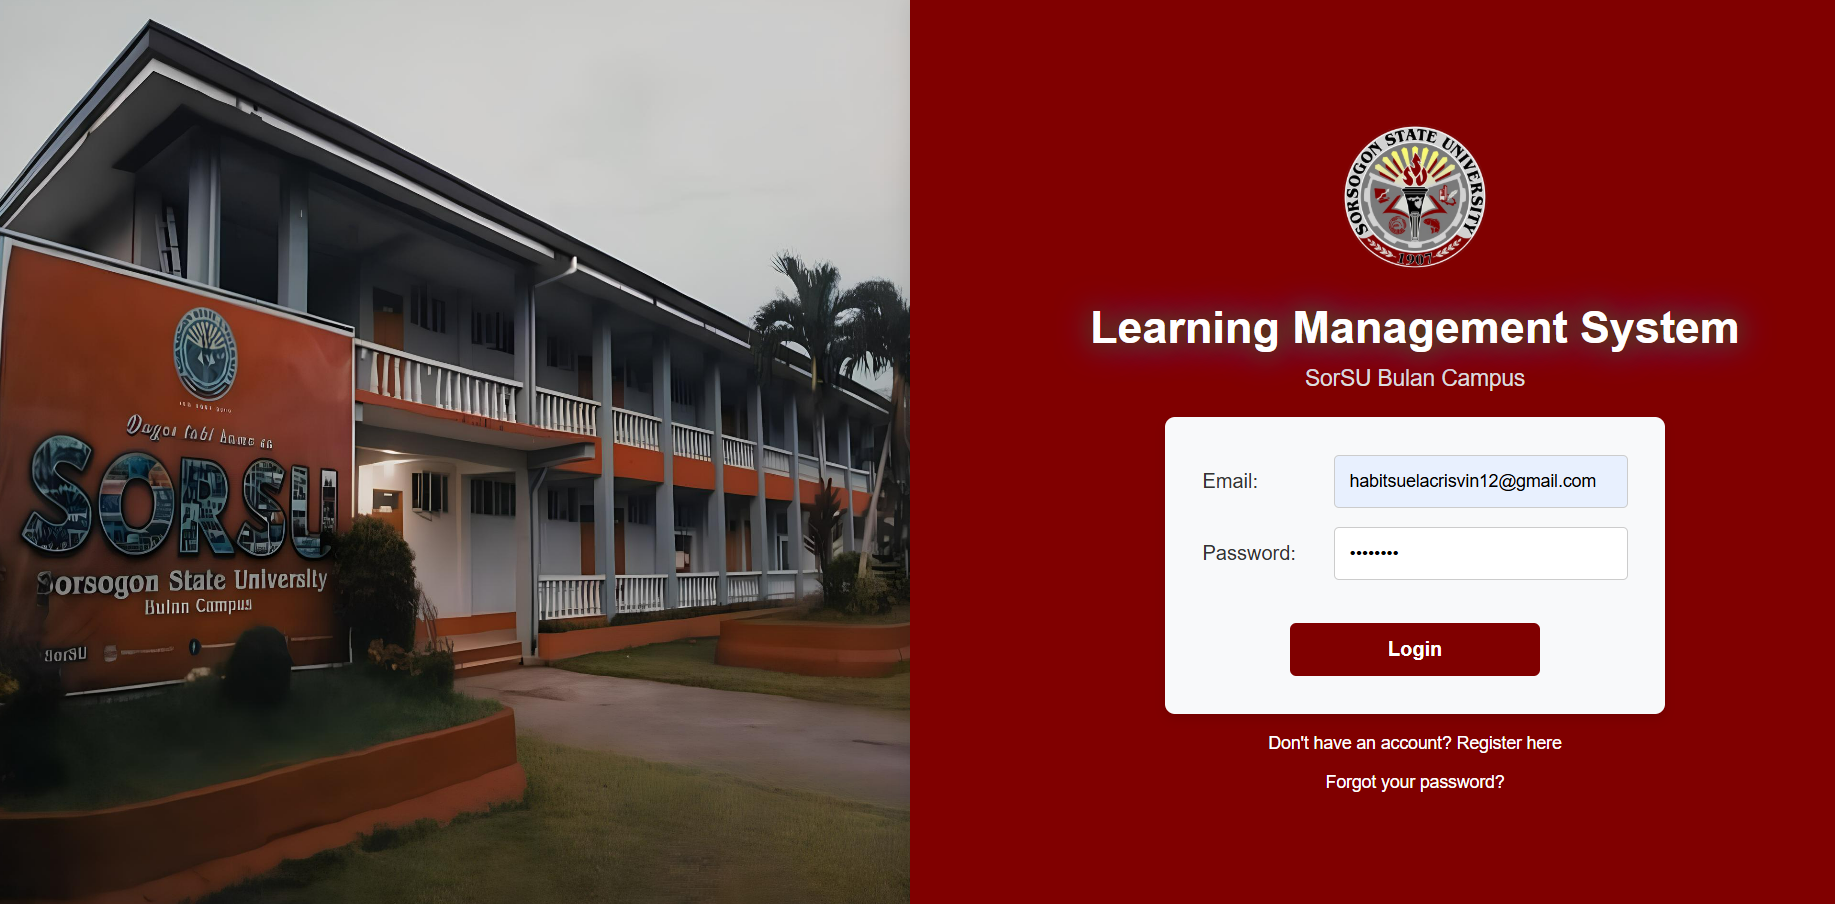 SORSU
Sorsogon State University
Bulan Campus
SorSU
SORSOGON STATE UNIVERSITY
1907
Learning Management System
SorSU Bulan Campus
Email:
habitsuelacrisvin12@gmail.com
Password:
••••••••
Login
Don't have an account? Register here
Forgot your password?